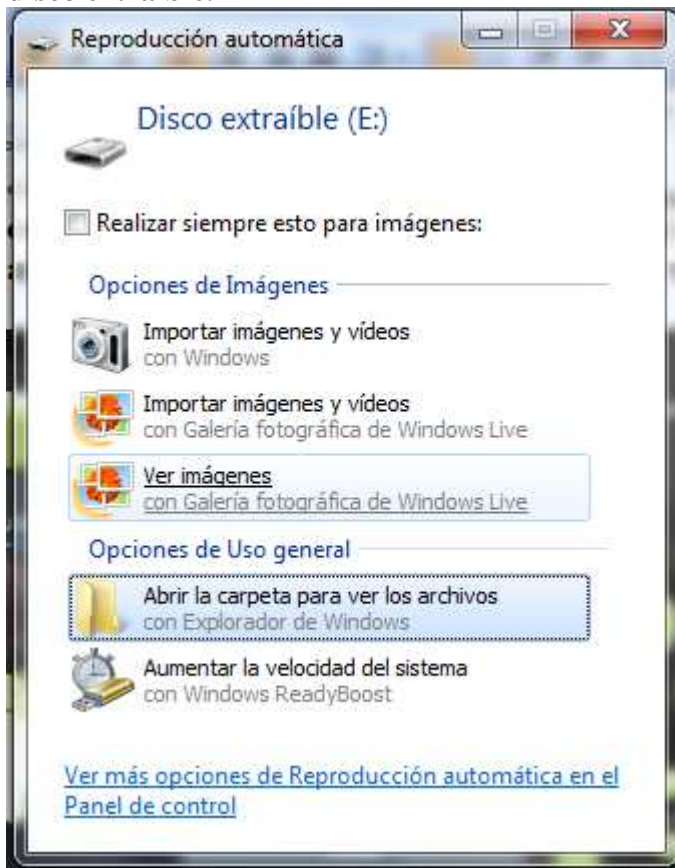 Reproducción automática
Disco extraíble (E:)
Realizar siempre esto para imágenes:
Opciones de Imágenes
Importar imágenes y vídeos
con Windows
Importar imágenes y vídeos
con Galería fotográfica de Windows Live
Ver imágenes
con Galería fotográfica de Windows Live
Opciones de Uso general
Abrir la carpeta para ver los archivos
con Explorador de Windows
Aumentar la velocidad del sistema
con Windows ReadyBoost
Ver más opciones de Reproducción automática en el
Panel de control